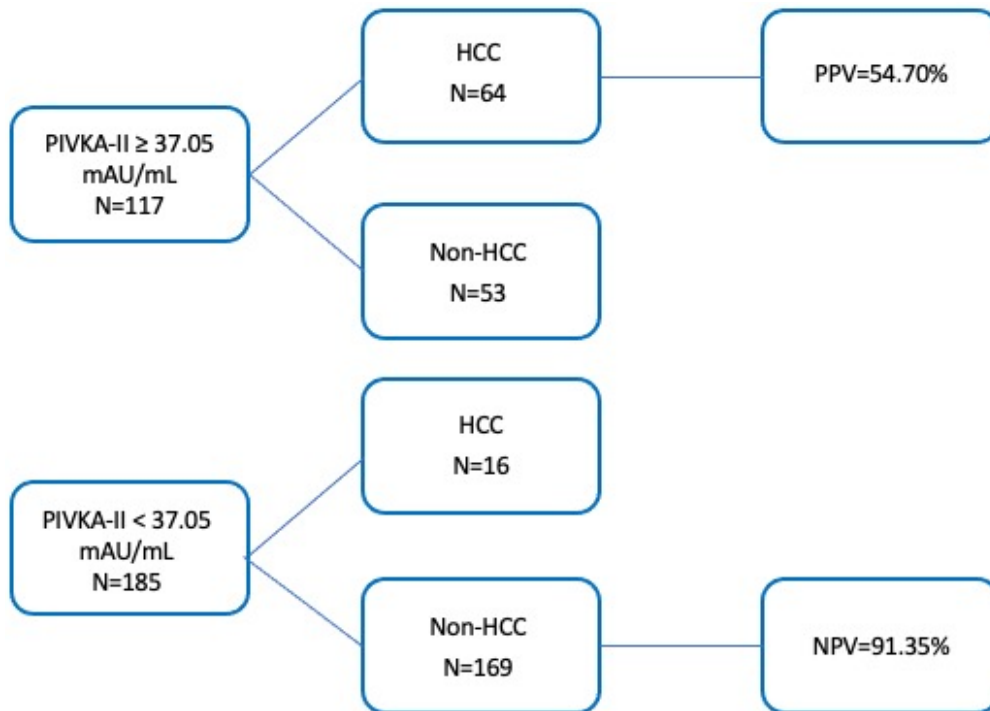 HCC
N=64
PPV=54.70%
PIVKA-II ≥ 37.05
mAU/mL
N=117
Non-HCC
N=53
HCC
N=16
PIVKA-II < 37.05
mAU/mL
N=185
Non-HCC
N=169
NPV=91.35%